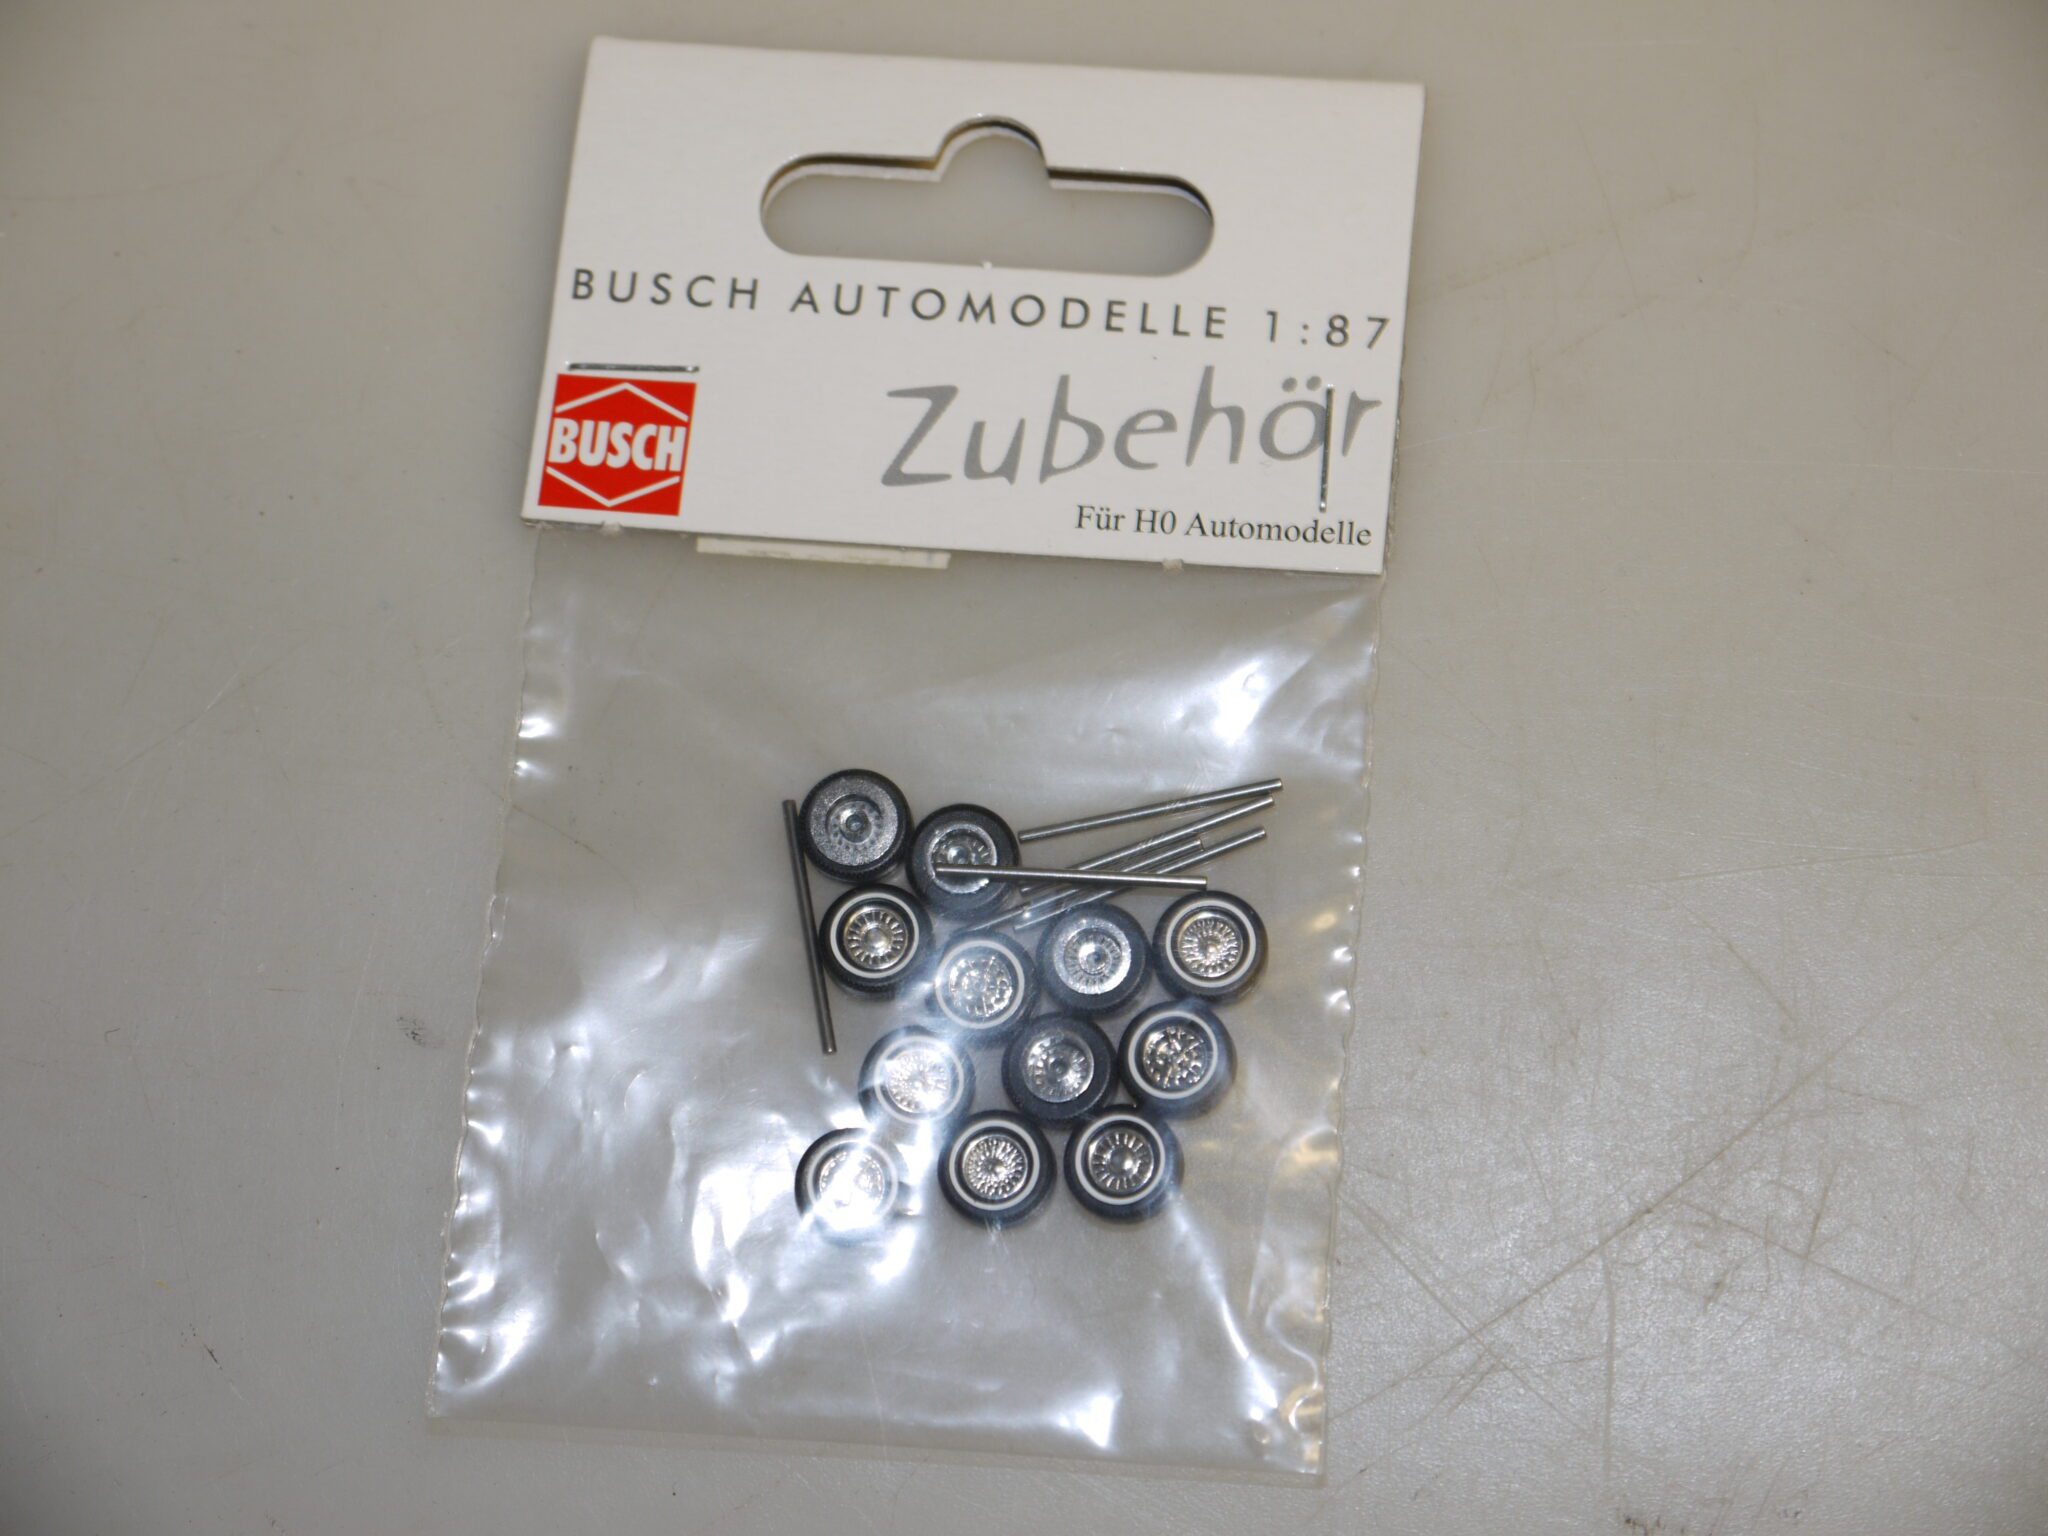 BUSCH AUTOMODELLE 1:87
BUSCH
Zubehör
Für H0 Automodelle